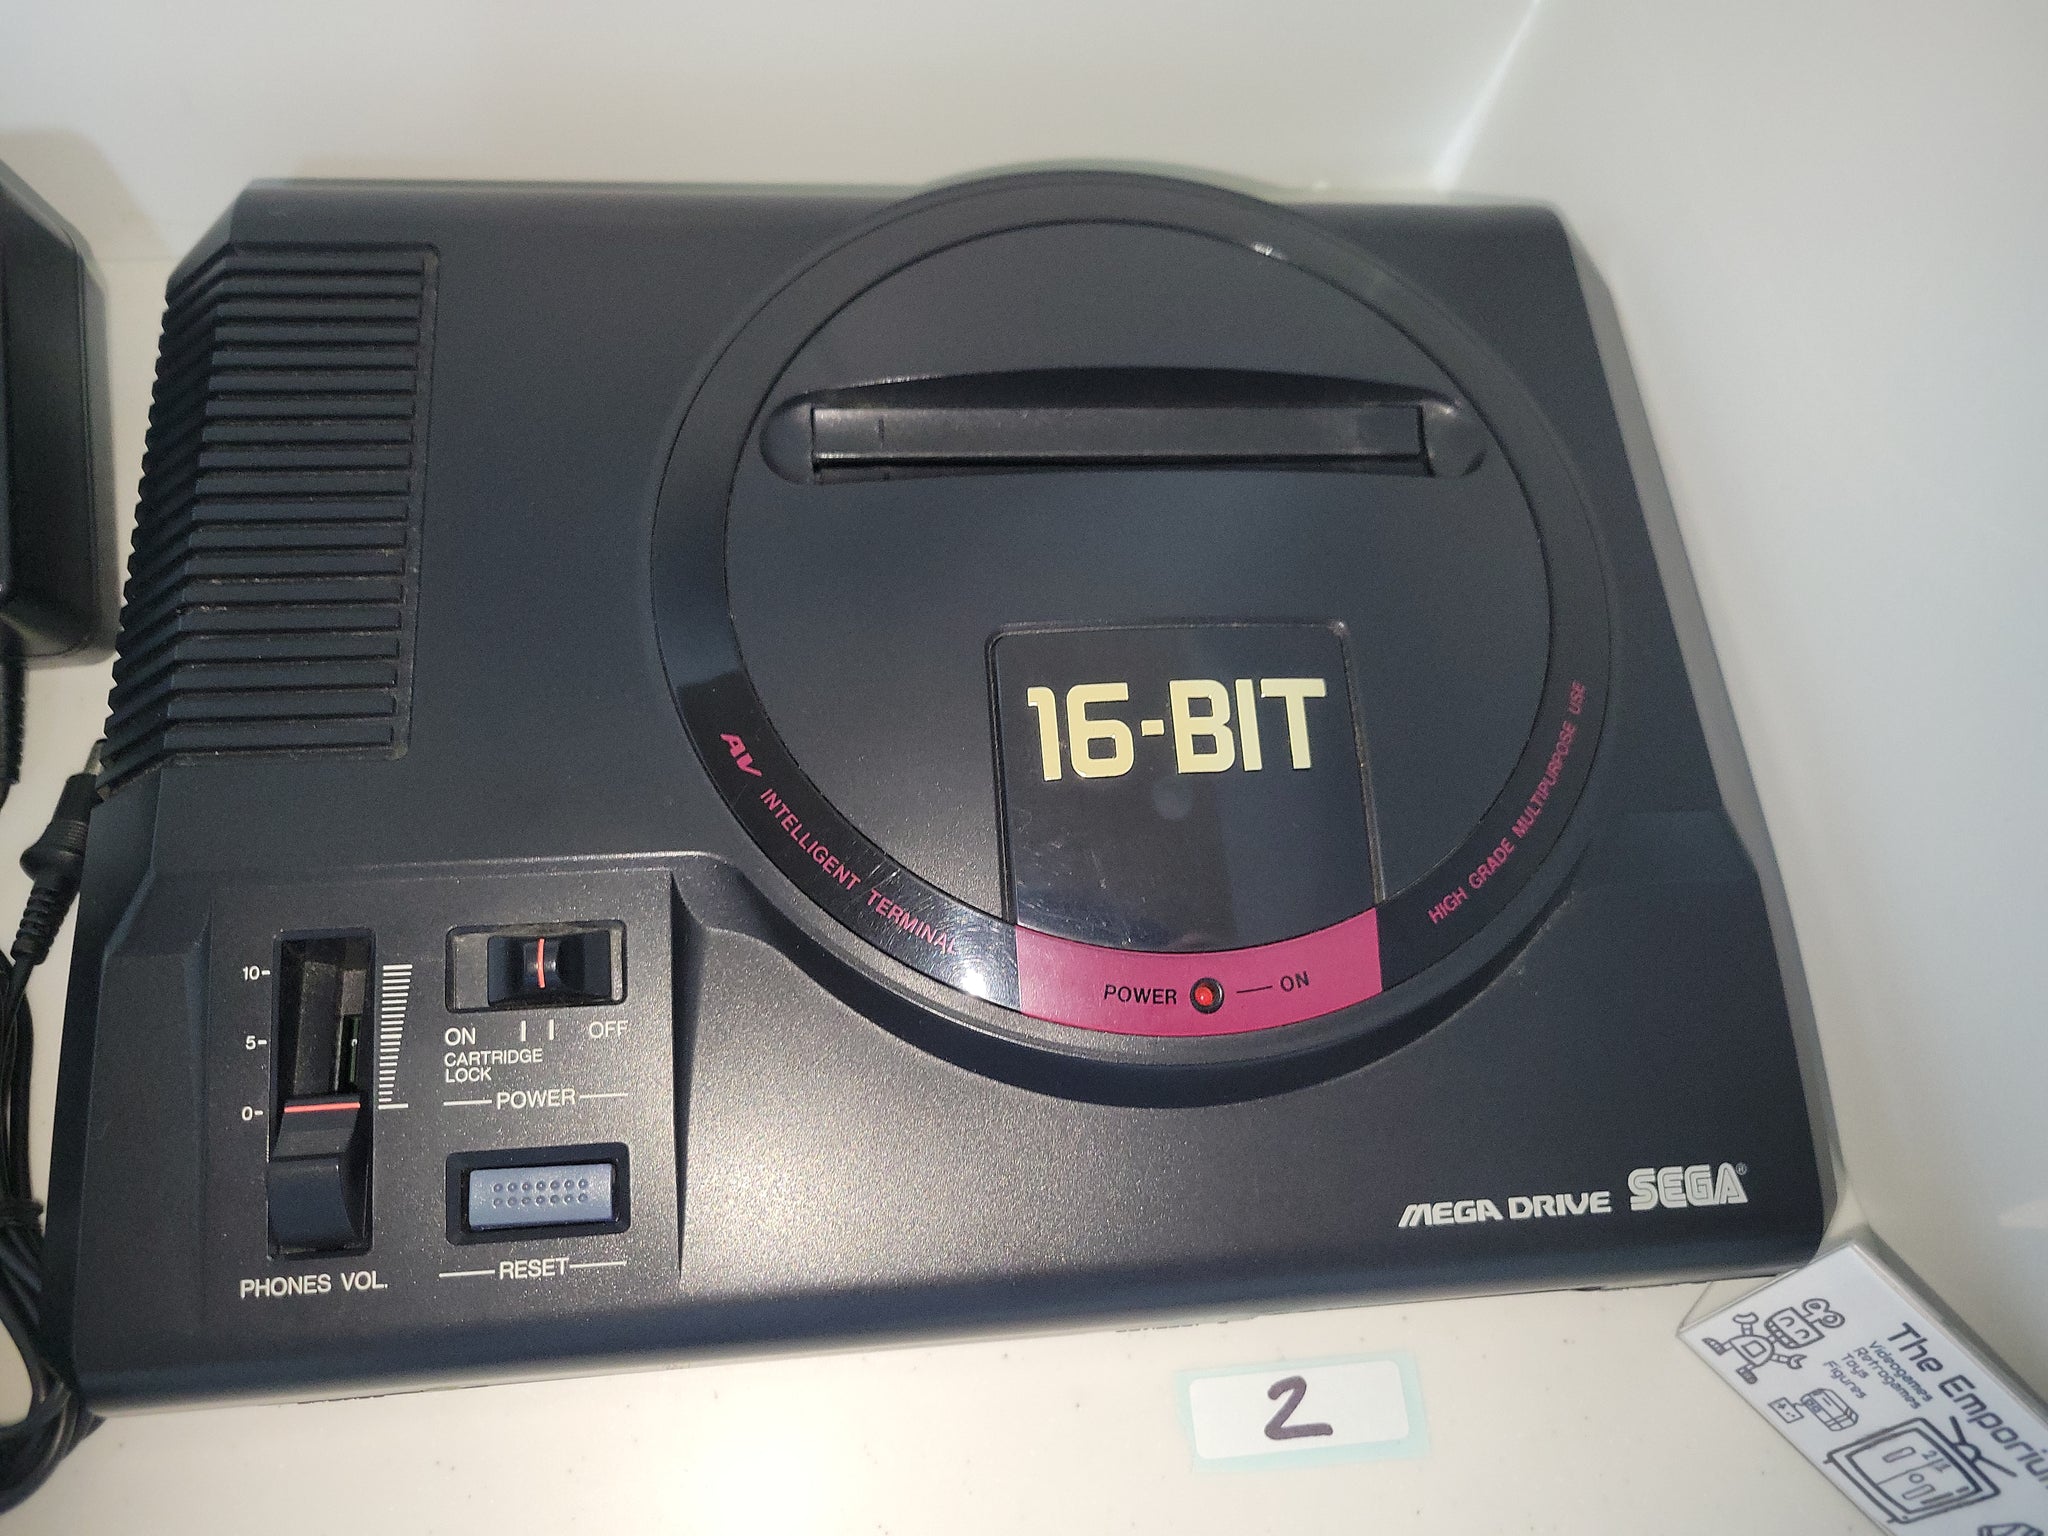 16-BIT
AV INTELLIGENT TERMINAL
HIGH GRADE MULTIPURPOSE USE
POWER ON
10
5
0
PHONES VOL.
ON OFF
CARTRIDGE
LOCK
POWER
RESET
MEGA DRIVE SEGA®
2
The Emporium
Videogames
Retrogames
Toys
Figures